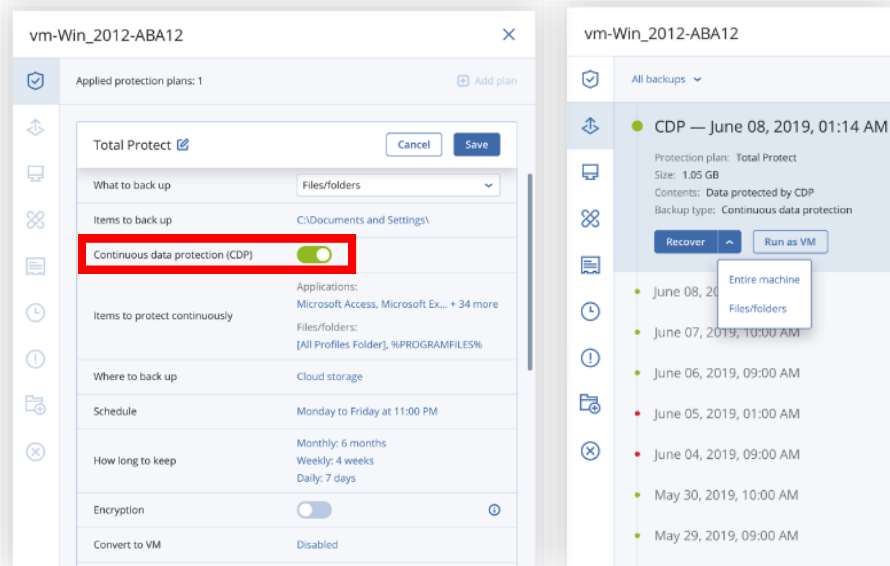 vm-Win_2012-ABA12
Applied protection plans: 1
Add plan
Total Protect
Cancel
Save
What to back up
Files/folders
Items to back up
C:\Documents and Settings\
Continuous data protection (CDP)
Items to protect continuously
Applications:
Microsoft Access, Microsoft Ex... + 34 more
Files/folders:
[All Profiles Folder], %PROGRAMFILES%
Where to back up
Cloud storage
Schedule
Monday to Friday at 11:00 PM
How long to keep
Monthly: 6 months
Weekly: 4 weeks
Daily: 7 days
Encryption
Convert to VM
Disabled
vm-Win_2012-ABA12
All backups
CDP — June 08, 2019, 01:14 AM
Protection plan: Total Protect
Size: 1.05 GB
Contents: Data protected by CDP
Backup type: Continuous data protection
Recover
Run as VM
Entire machine
Files/folders
June 08, 20
June 07, 2019, 10:00 AM
June 06, 2019, 09:00 AM
June 05, 2019, 01:00 AM
June 04, 2019, 09:00 AM
May 30, 2019, 10:00 AM
May 29, 2019, 09:00 AM